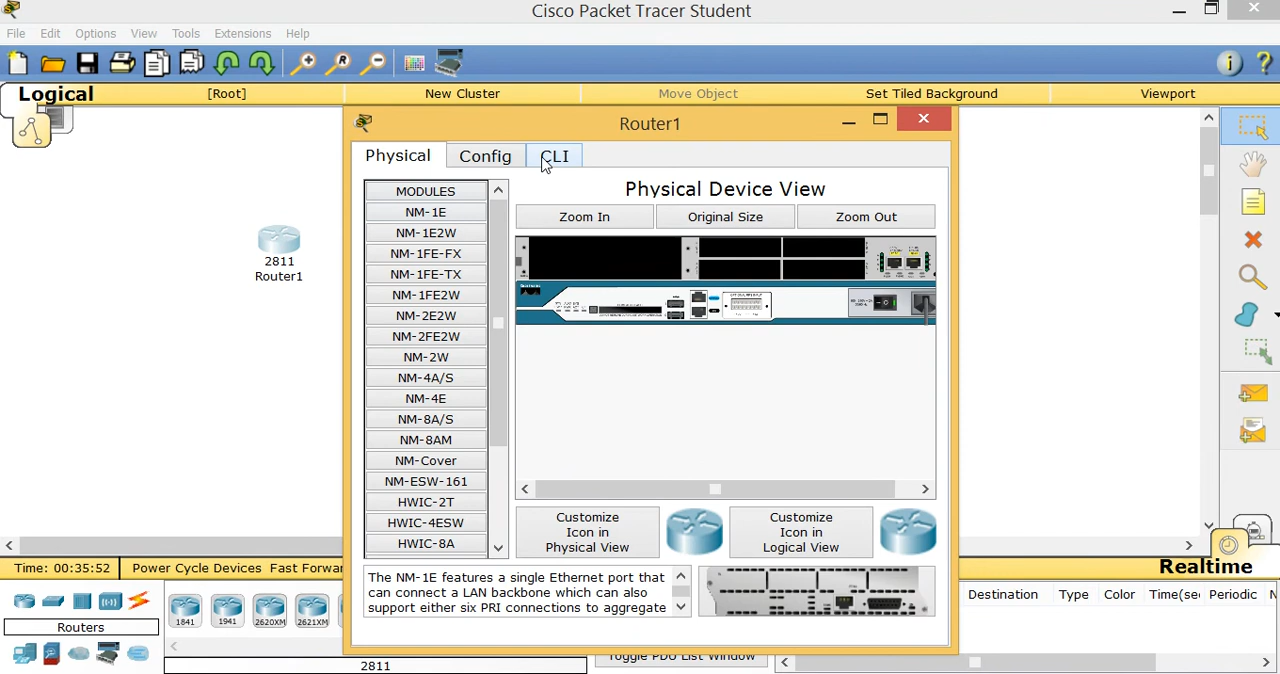 Cisco Packet Tracer Student
File Edit Options View Tools Extensions Help
Logical [Root] New Cluster Move Object Set Tiled Background Viewport
Router1
Physical Config CLI
MODULES
NM-1E
NM-1E2W
NM-1FE-FX
NM-1FE-TX
NM-1FE2W
NM-2E2W
NM-2FE2W
NM-2W
NM-4A/S
NM-4E
NM-8A/S
NM-8AM
NM-Cover
NM-ESW-161
HWIC-2T
HWIC-4ESW
HWIC-8A
Physical Device View
Zoom In Original Size Zoom Out
2811
Router1
Customize
Icon in
Physical View
Customize
Icon in
Logical View
The NM-1E features a single Ethernet port that
can connect a LAN backbone which can also
support either six PRI connections to aggregate
Time: 00:35:52 Power Cycle Devices Fast Forwar
Realtime
Routers
1841 1941 2620XM 2621XM
2811
Toggle PDU List Window
Destination Type Color Time(sec Periodic N